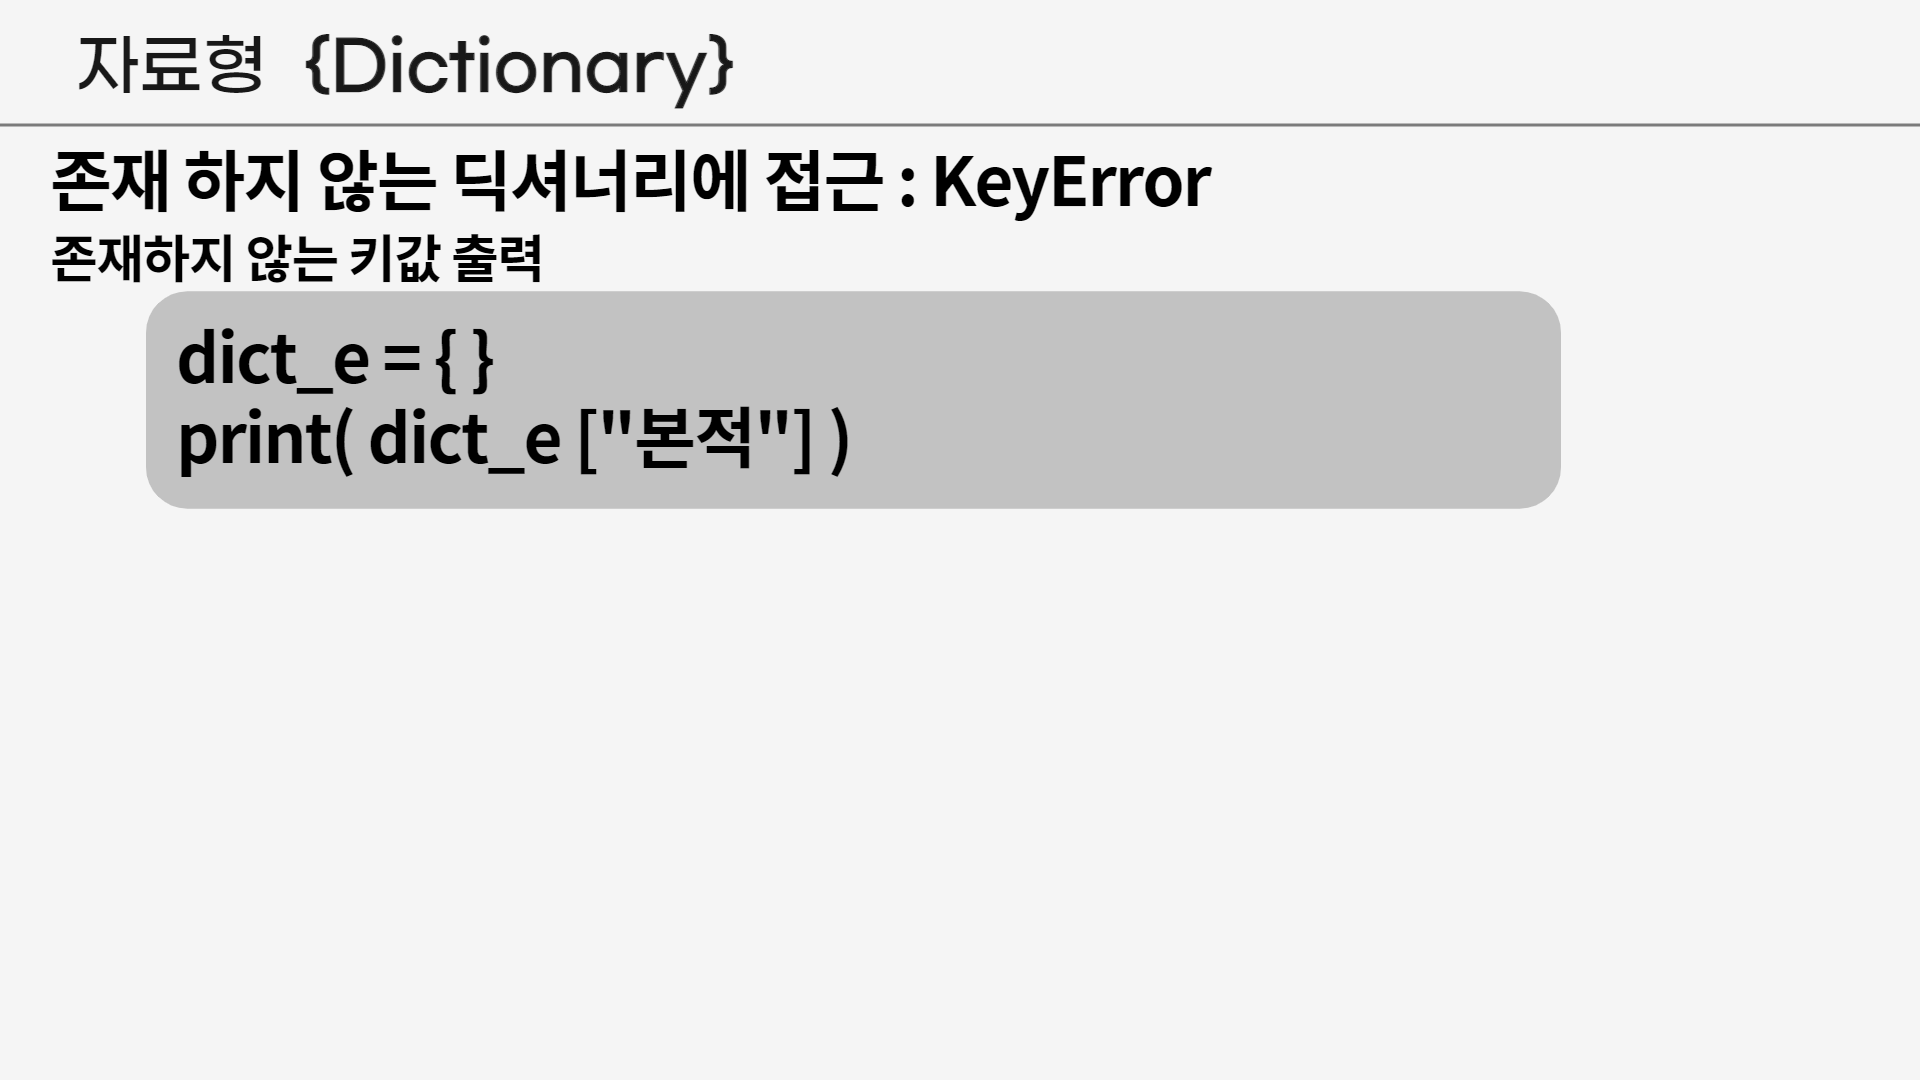 자료형 {Dictionary}
존재 하지 않는 딕셔너리에 접근 : KeyError
존재하지 않는 키값 출력
dict_e = { }
print( dict_e ["본적"] )